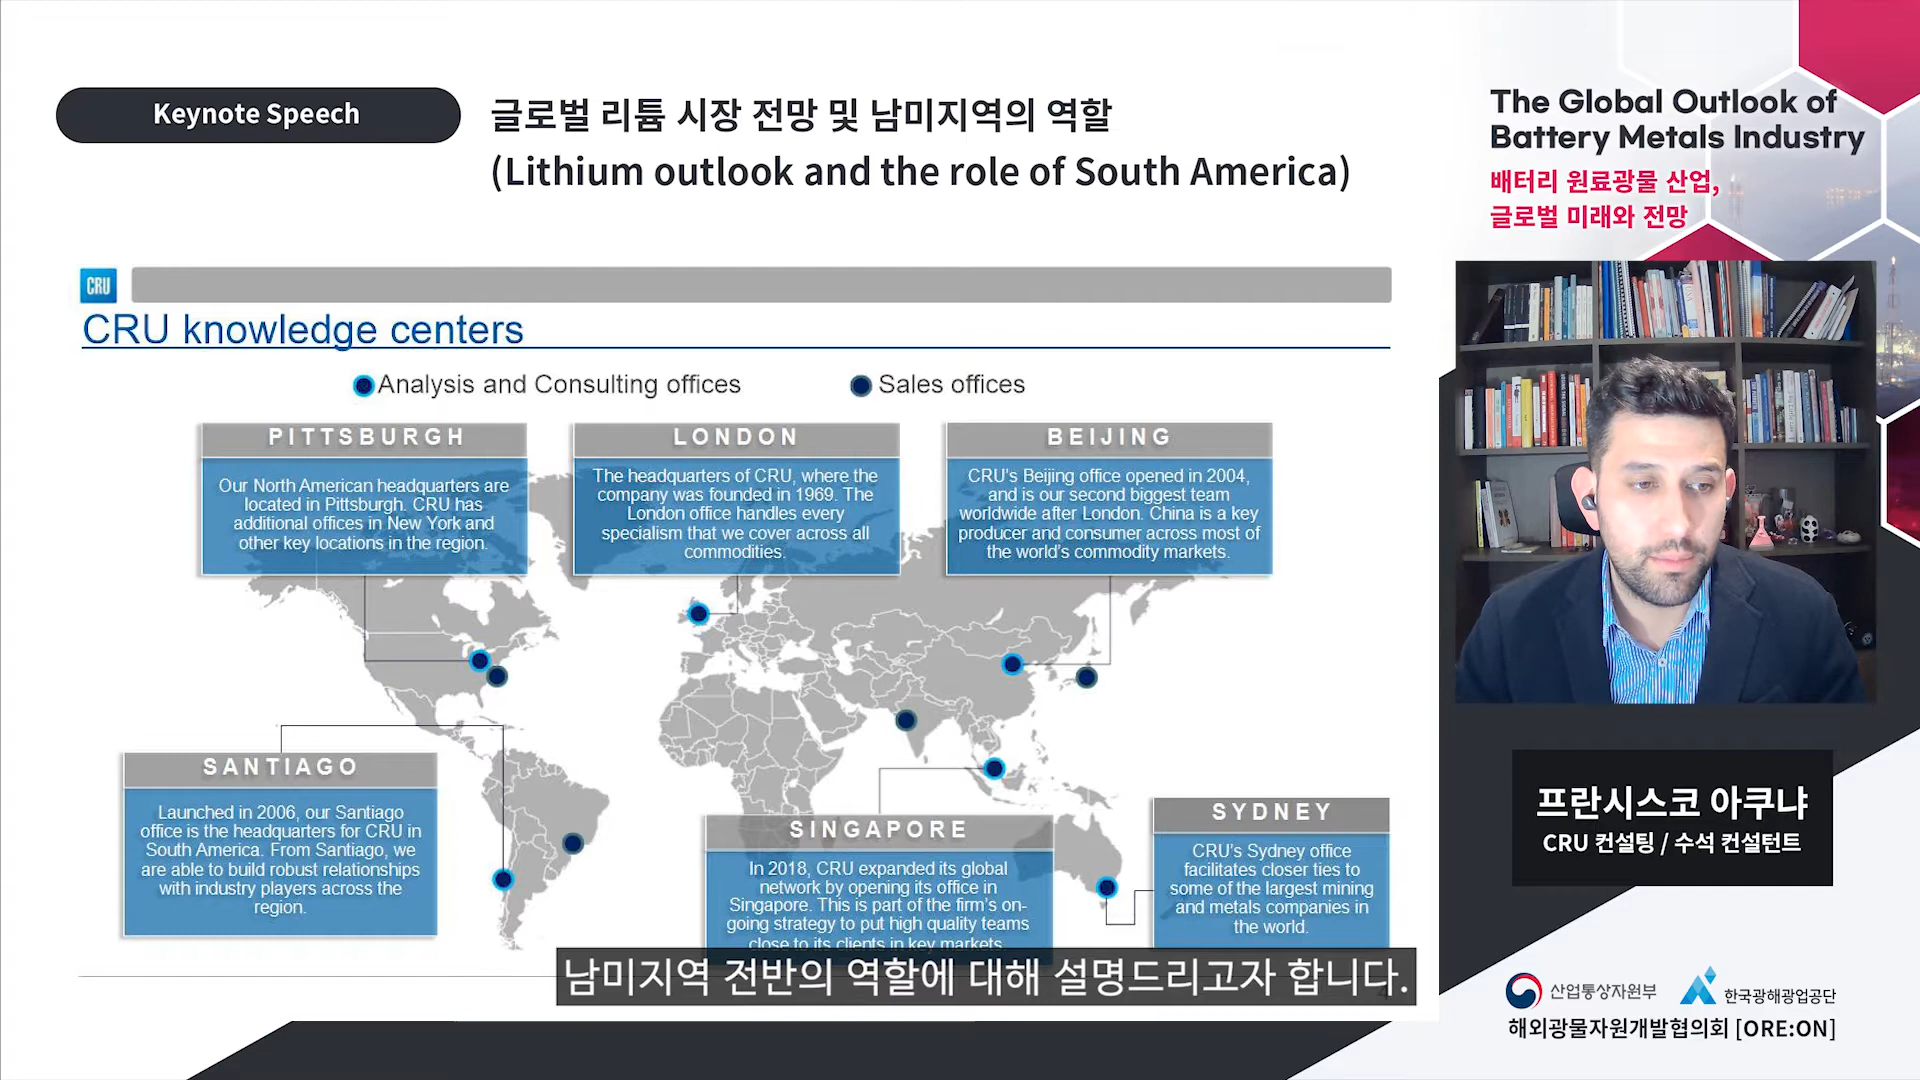 Keynote Speech
글로벌 리튬 시장 전망 및 남미지역의 역할
(Lithium outlook and the role of South America)
The Global Outlook of
Battery Metals Industry
배터리 원료광물 산업,
글로벌 미래와 전망
CRU
CRU knowledge centers
Analysis and Consulting offices
Sales offices
PITTSBURGH
Our North American headquarters are
located in Pittsburgh. CRU has
additional offices in New York and
other key locations in the region.
LONDON
The headquarters of CRU, where the
company was founded in 1969. The
London office handles every
specialism that we cover across all
commodities.
BEIJING
CRU's Beijing office opened in 2004,
and is our second biggest team
worldwide after London. China is a key
producer and consumer across most of
the world's commodity markets.
SANTIAGO
Launched in 2006, our Santiago
office is the headquarters for CRU in
South America. From Santiago, we
are able to build robust relationships
with industry players across the
region.
SINGAPORE
In 2018, CRU expanded its global
network by opening its office in
Singapore. This is part of the firm's on-
going strategy to put high quality teams
close to its clients in key markets.
SYDNEY
CRU's Sydney office
facilitates closer ties to
some of the largest mining
and metals companies in
the world.
남미지역 전반의 역할에 대해 설명드리고자 합니다.
프란시스코 아쿠냐
CRU 컨설팅 / 수석 컨설턴트
산업통상자원부
한국광해광업공단
해외광물자원개발협의회 [ORE:ON]